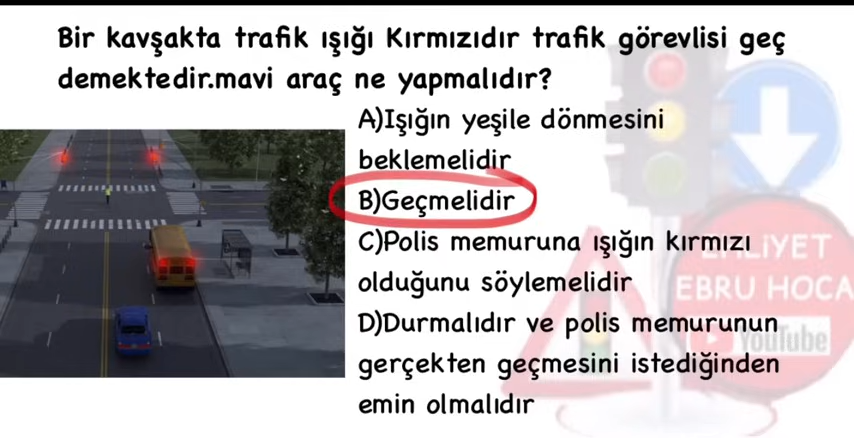 Bir kavşakta trafik ışığı Kırmızıdır trafik görevlisi geç
demektedir.mavi araç ne yapmalıdır?
A)Işığın yeşile dönmesini
beklemelidir
B)Geçmelidir
C)Polis memuruna ışığın kırmızı
olduğunu söylemelidir
D)Durmalıdır ve polis memurunun
gerçekten geçmesini istediğinden
emin olmalıdır
EHLİYET
EBRU HOCA
YouTube